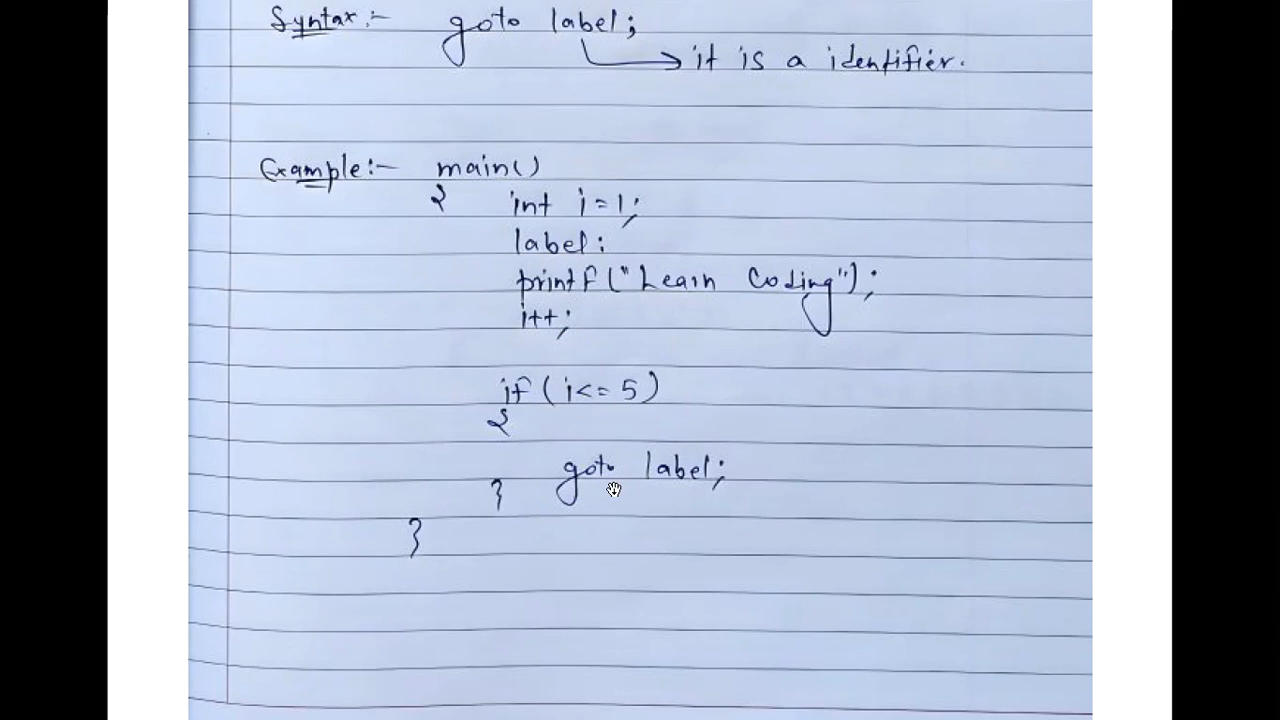 Syntax:- goto label;
it is a identifier.
Example:- main()
{ int i=1;
label:
printf("Learn Coding");
i++;
if(i<=5)
{
goto label;
}
}